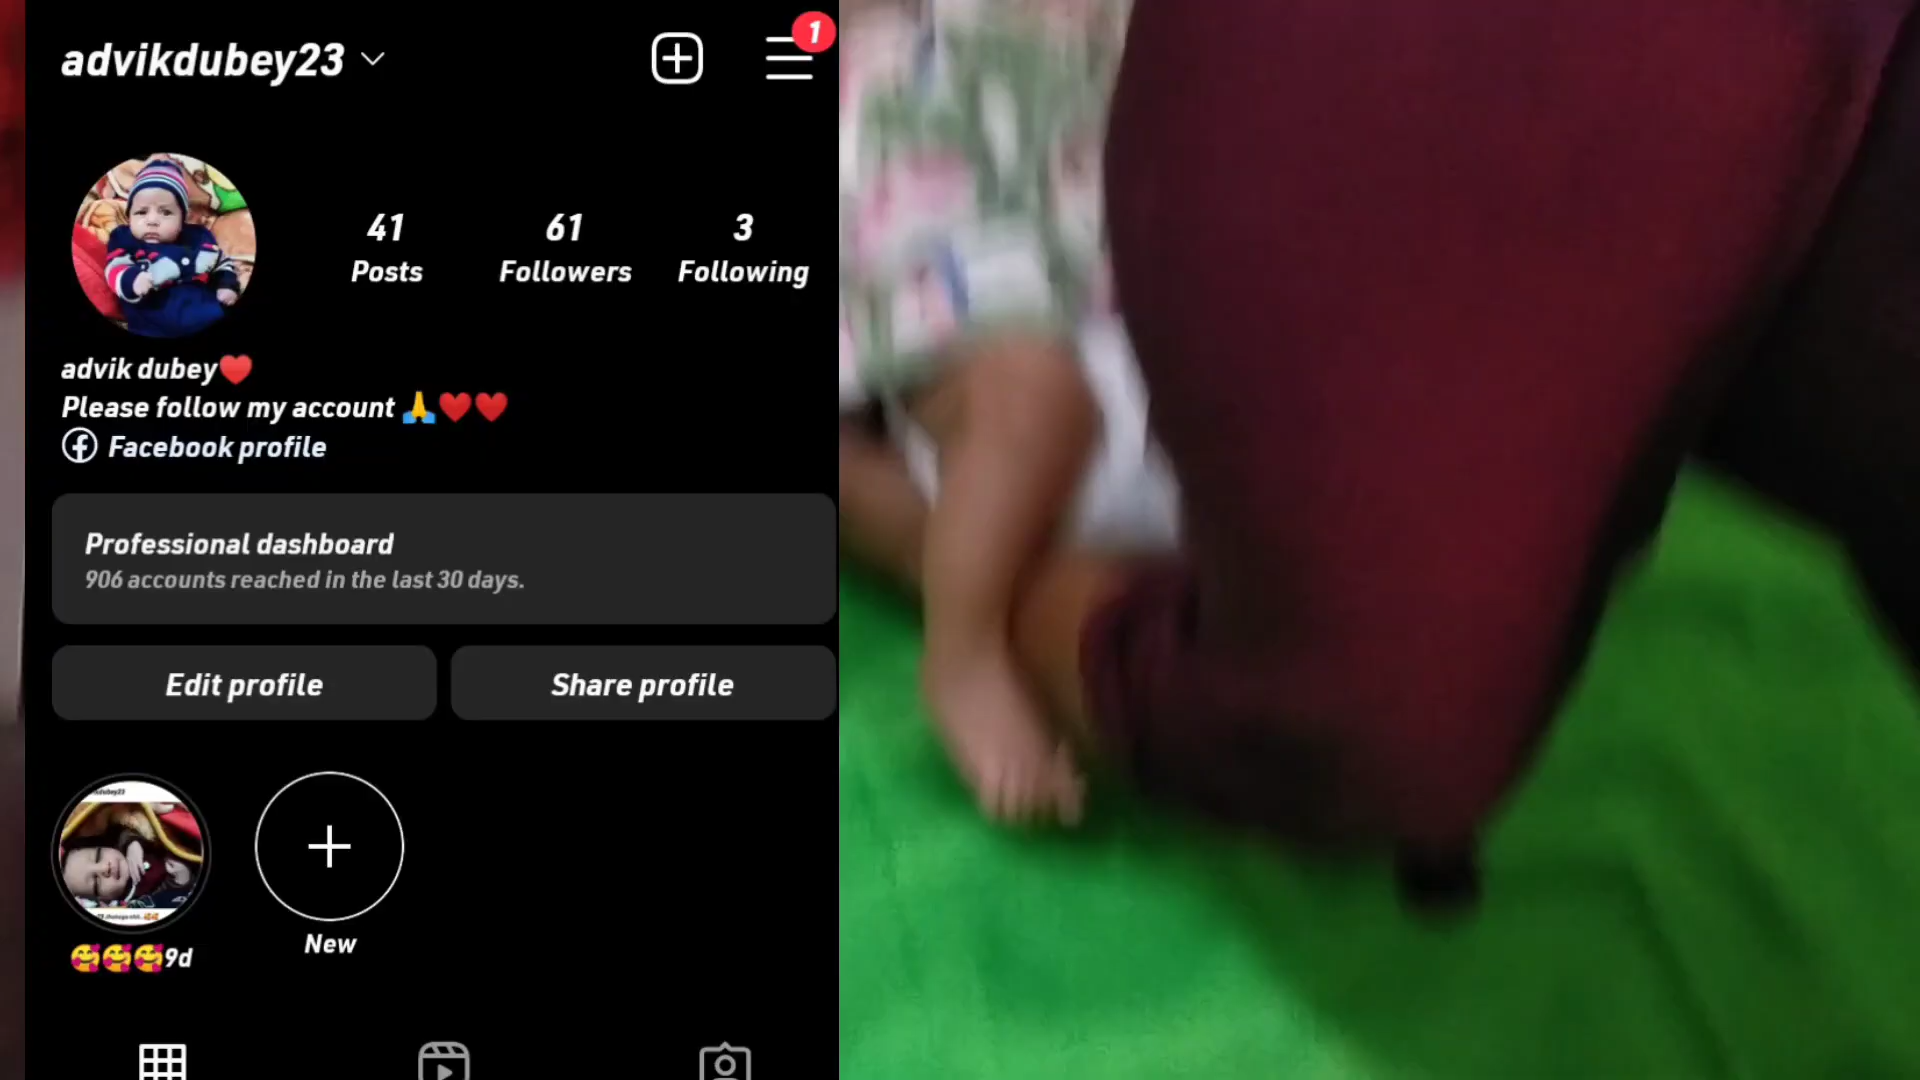 advikdubey23
1
41
Posts
61
Followers
3
Following
advik dubey❤️
Please follow my account 🙏❤️❤️
Facebook profile
Professional dashboard
906 accounts reached in the last 30 days.
Edit profile
Share profile
🥰🥰🥰9d
New